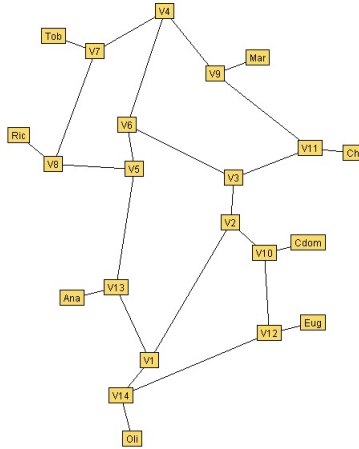 V4
Tob
V7
Mar
V9
V6
Ric
V8
V5
V11
Ch
V3
V2
Cdom
V10
V13
Ana
Eug
V12
V1
V14
Oli